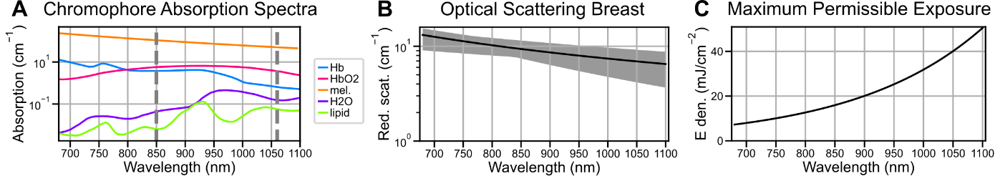 A Chromophore Absorption Spectra
Absorption (cm⁻¹)
10¹
10⁻¹
700 750 800 850 900 950 1000 1050 1100
Wavelength (nm)
Hb
HbO2
mel.
H2O
lipid
B Optical Scattering Breast
Red. scat. (cm⁻¹)
10¹
10⁰
700 750 800 850 900 950 1000 1050 1100
Wavelength (nm)
C Maximum Permissible Exposure
E den. (mJ/cm⁻²)
40
20
0
700 750 800 850 900 950 1000 1050 1100
Wavelength (nm)